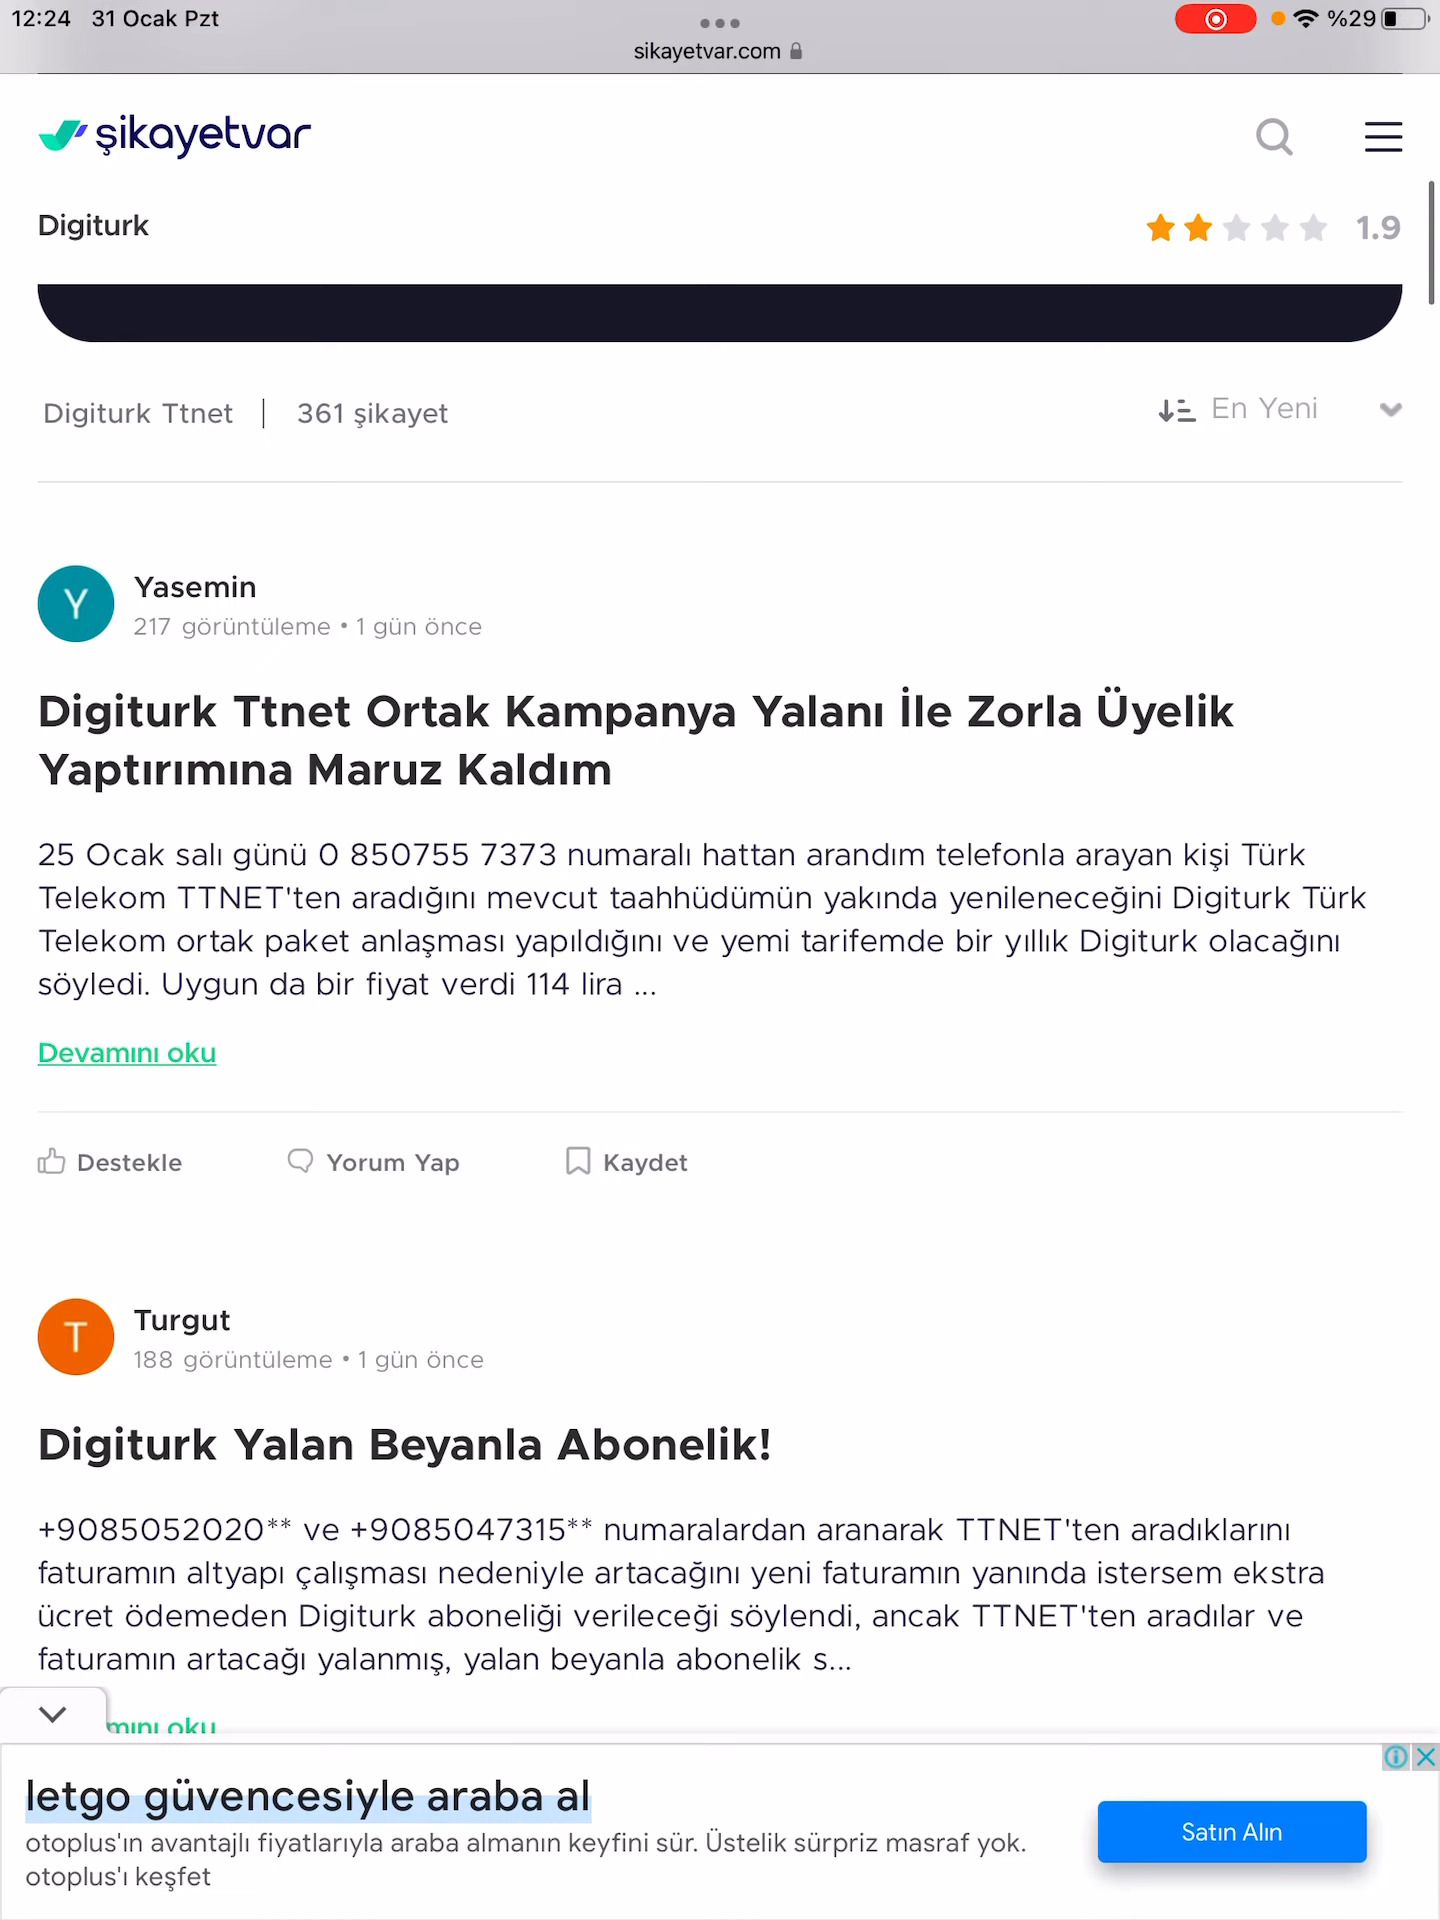 12:24 31 Ocak Pzt
%29
sikayetvar.com
şikayetvar
Digiturk
1.9
Digiturk Ttnet | 361 şikayet
En Yeni
Y
Yasemin
217 görüntüleme • 1 gün önce
Digiturk Ttnet Ortak Kampanya Yalanı İle Zorla Üyelik
Yaptırımına Maruz Kaldım
25 Ocak salı günü 0 850755 7373 numaralı hattan arandım telefonla arayan kişi Türk
Telekom TTNET'ten aradığını mevcut taahhüdümün yakında yenileneceğini Digiturk Türk
Telekom ortak paket anlaşması yapıldığını ve yemi tarifemde bir yıllık Digiturk olacağını
söyledi. Uygun da bir fiyat verdi 114 lira ...
Devamını oku
Destekle
Yorum Yap
Kaydet
T
Turgut
188 görüntüleme • 1 gün önce
Digiturk Yalan Beyanla Abonelik!
+9085052020** ve +9085047315** numaralardan aranarak TTNET'ten aradıklarını
faturamın altyapı çalışması nedeniyle artacağını yeni faturamın yanında istersem ekstra
ücret ödemeden Digiturk aboneliği verileceği söylendi, ancak TTNET'ten aradılar ve
faturamın artacağı yalanmış, yalan beyanla abonelik s...
mını oku
letgo güvencesiyle araba al
otoplus'ın avantajlı fiyatlarıyla araba almanın keyfini sür. Üstelik sürpriz masraf yok.
otoplus'ı keşfet
Satın Alın